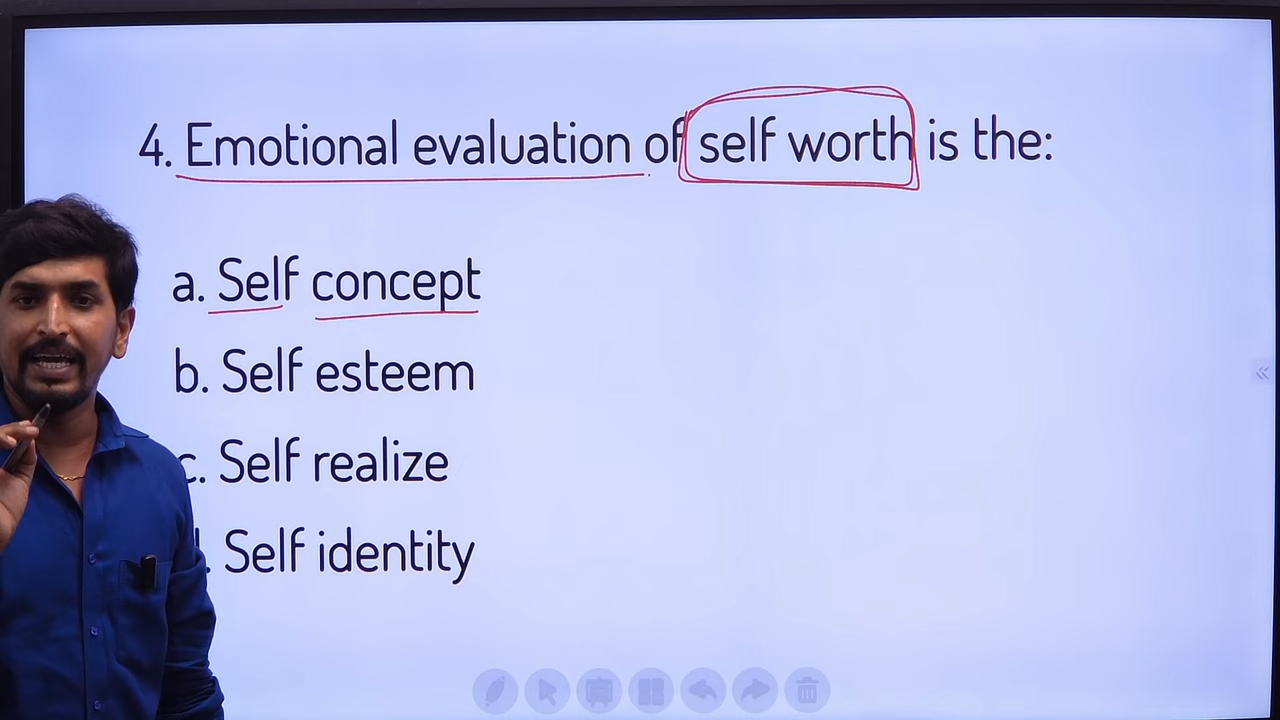 4. Emotional evaluation of self worth is the:
a. Self concept
b. Self esteem
c. Self realize
. Self identity